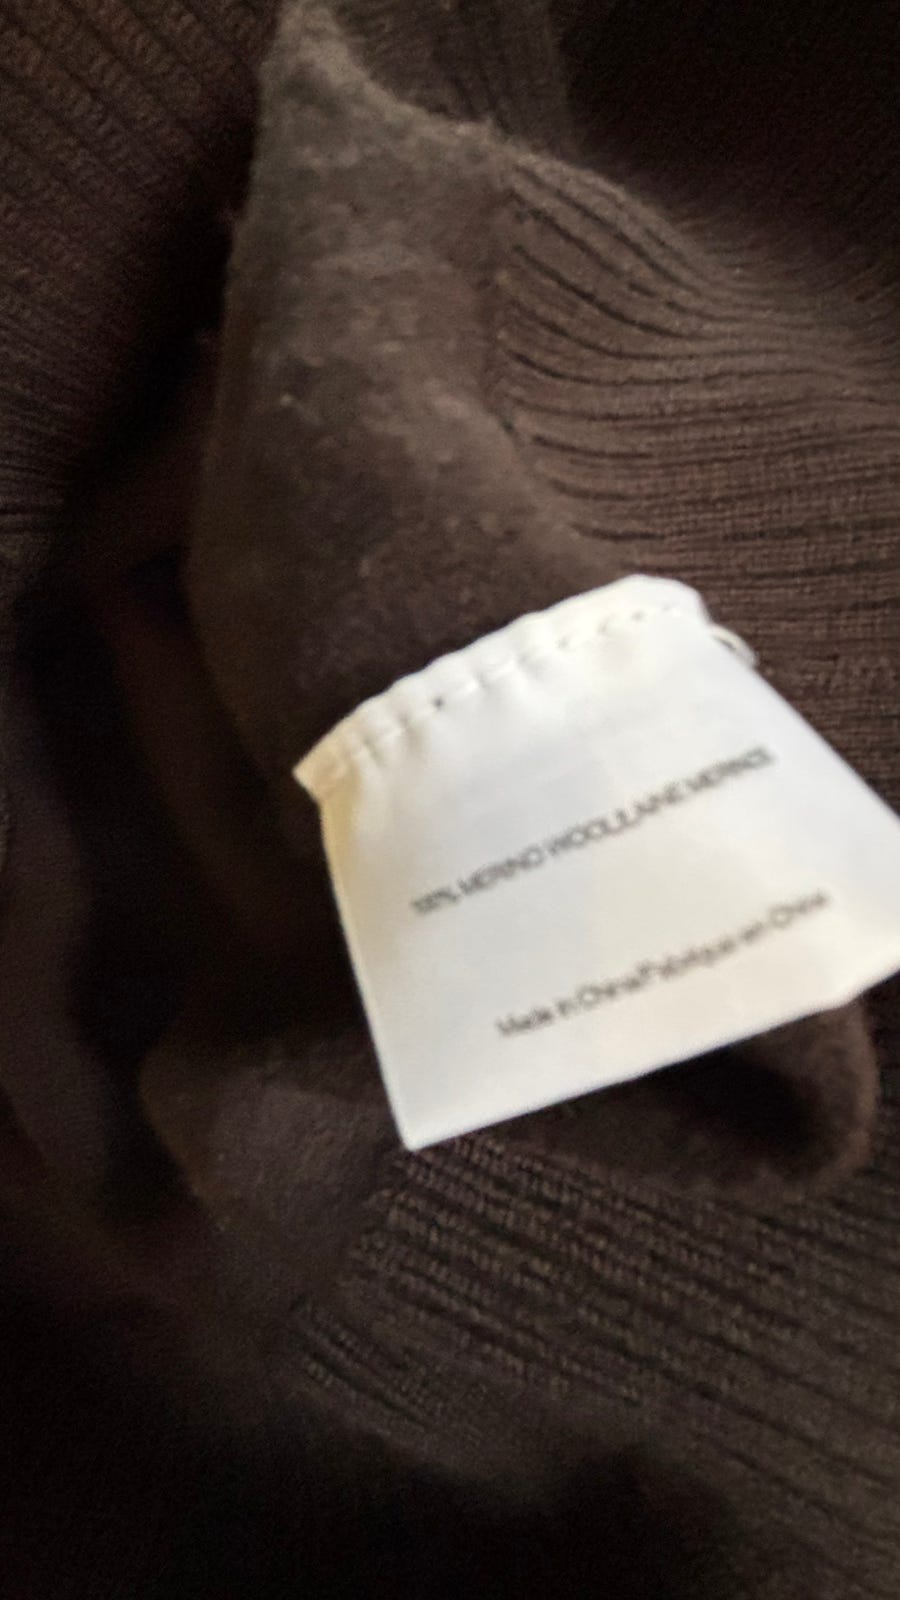 100% MERINO WOOL/LAINE MERINOS
Made in China/Fabriqué en Chine